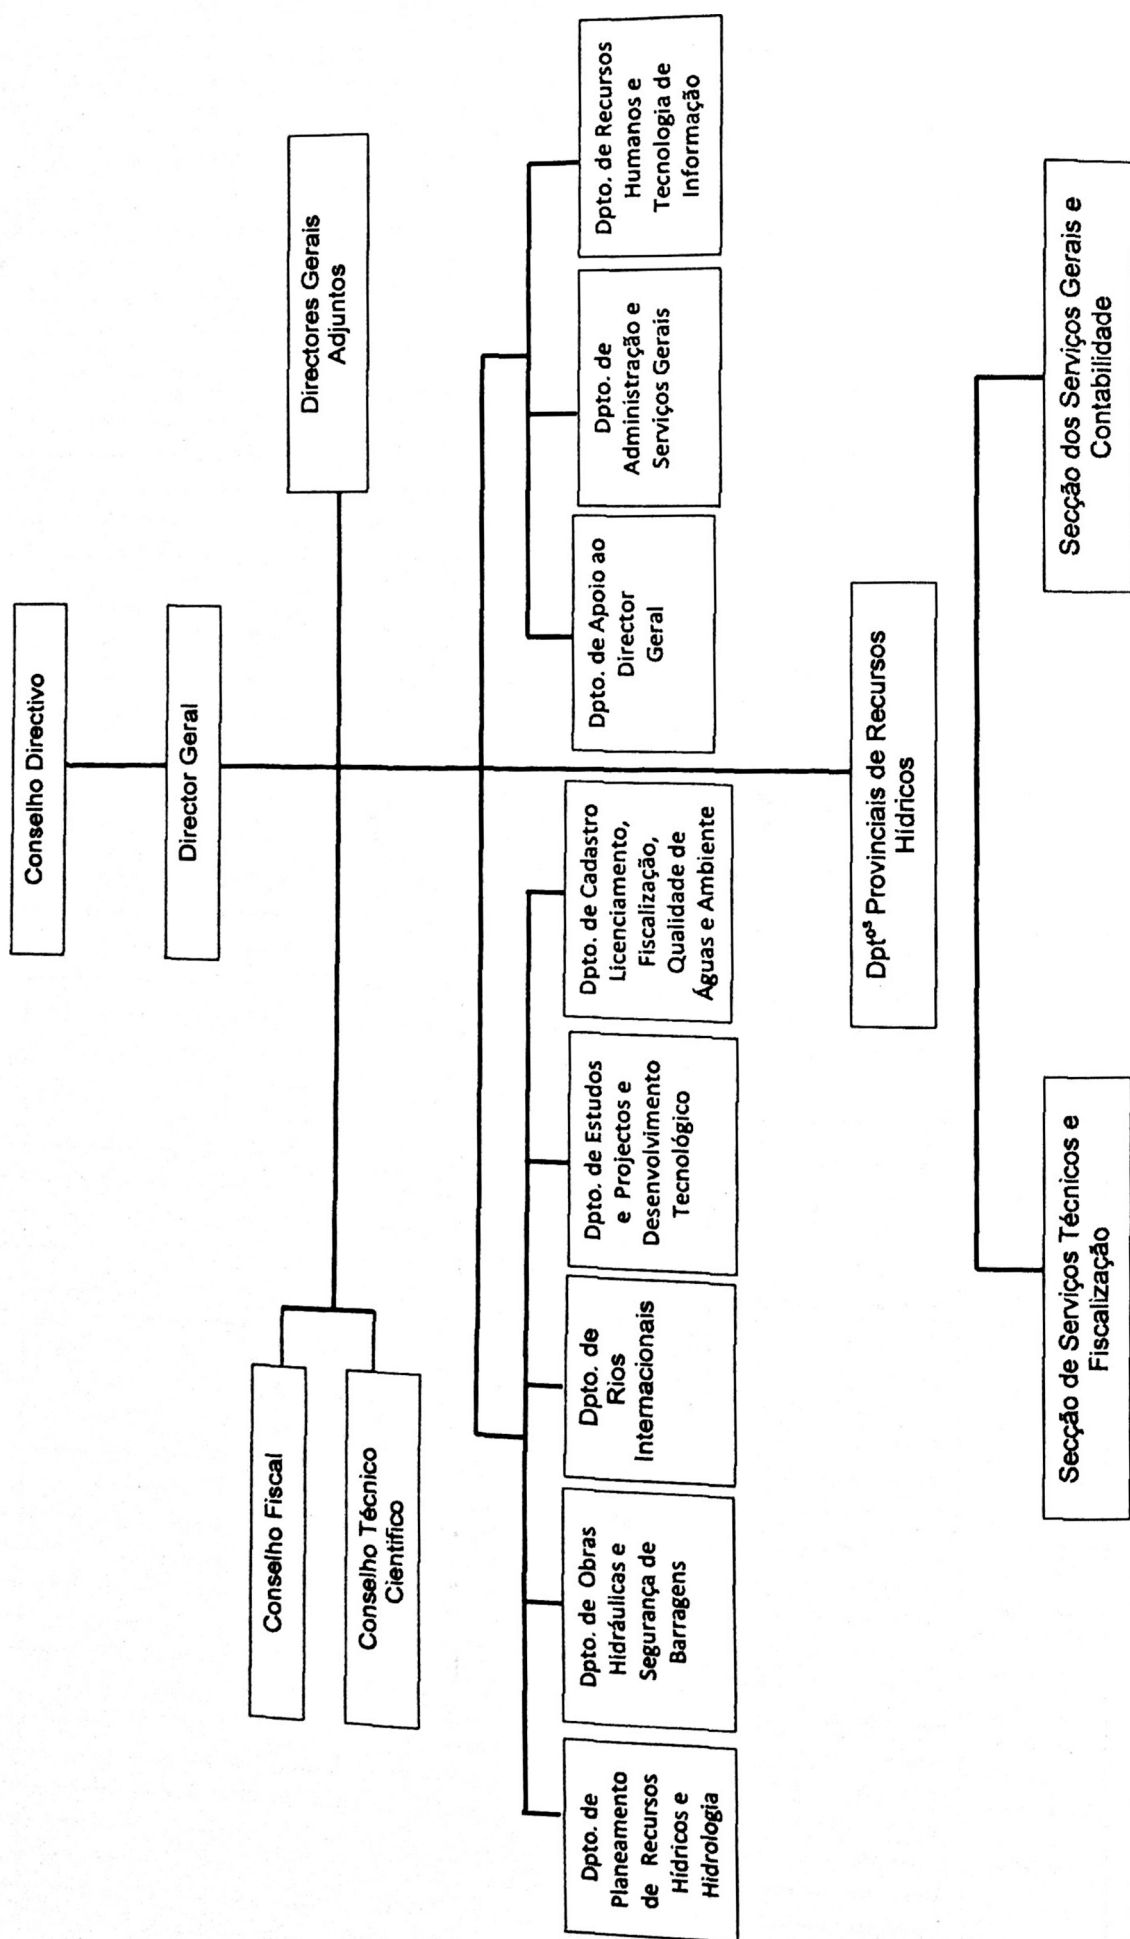 Conselho Directivo
Director Geral
Conselho Fiscal
Conselho Técnico
Cientifico
Directores Gerais
Adjuntos
Dpto. de
Planeamento
de Recursos
Hídricos e
Hidrologia
Dpto. de Obras
Hidráulicas e
Segurança de
Barragens
Dpto. de
Rios
Internacionais
Dpto. de Estudos
e Projectos e
Desenvolvimento
Tecnológico
Dpto. de Cadastro
Licenciamento,
Fiscalização,
Qualidade de
Águas e Ambiente
Dpto. de Apoio ao
Director
Geral
Dpto. de
Administração e
Serviços Gerais
Dpto. de Recursos
Humanos e
Tecnologia de
Informação
Dptᵒˢ Provinciais de Recursos
Hídricos
Secção de Serviços Técnicos e
Fiscalização
Secção dos Serviços Gerais e
Contabilidade